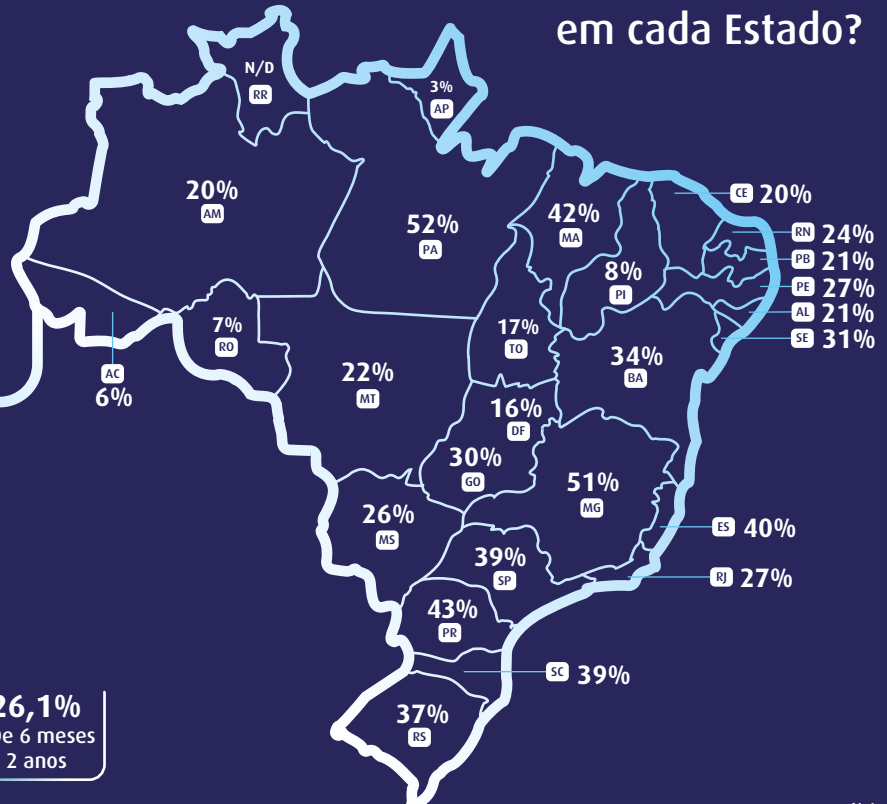 em cada Estado?
N/D
RR
3%
AP
20%
AM
52%
PA
42%
MA
8%
PI
CE 20%
RN 24%
PB 21%
PE 27%
AL 21%
SE 31%
7%
RO
17%
TO
34%
BA
AC
6%
22%
MT
16%
DF
30%
GO
51%
MG
26%
MS
ES 40%
39%
SP
RJ 27%
43%
PR
SC 39%
37%
RS
26,1%
De 6 meses
2 anos